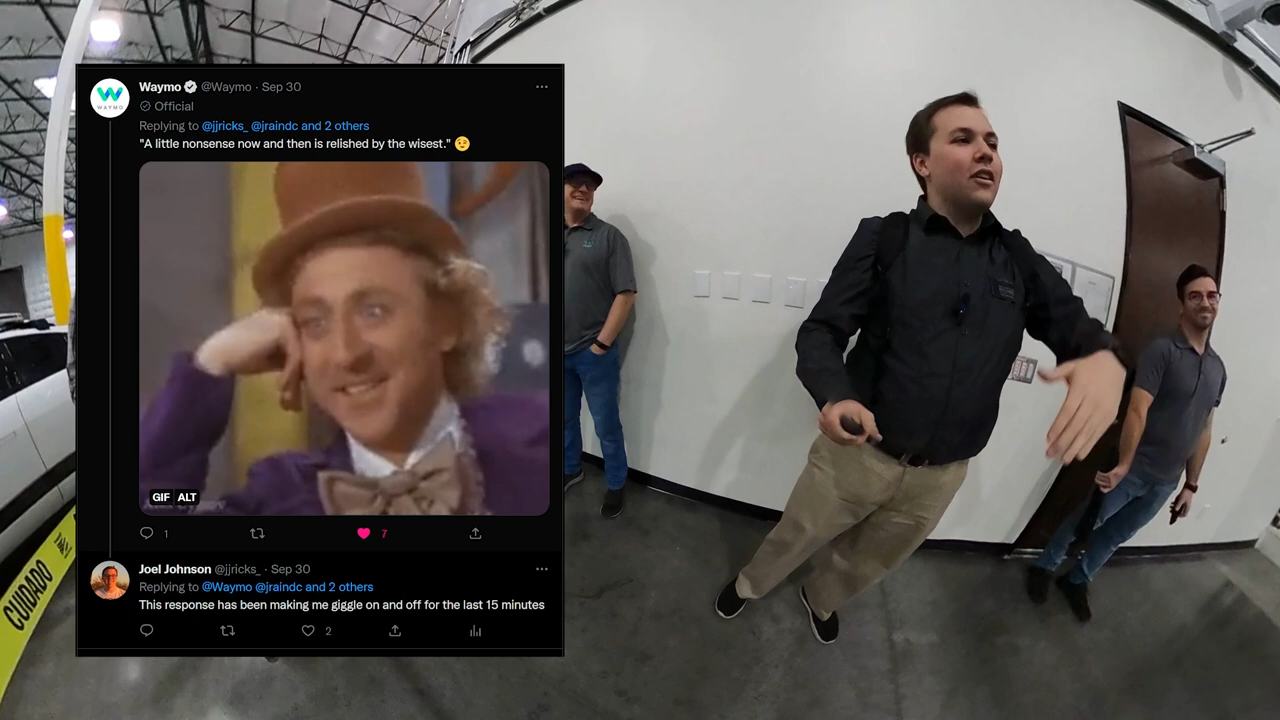 Waymo @Waymo · Sep 30
WAYMO
Official
Replying to @jjricks_ @jraindc and 2 others
"A little nonsense now and then is relished by the wisest." 😉
GIF ALT
1 7
Joel Johnson @jjricks_ · Sep 30
Replying to @Waymo @jraindc and 2 others
This response has been making me giggle on and off for the last 15 minutes
2
CUIDADO